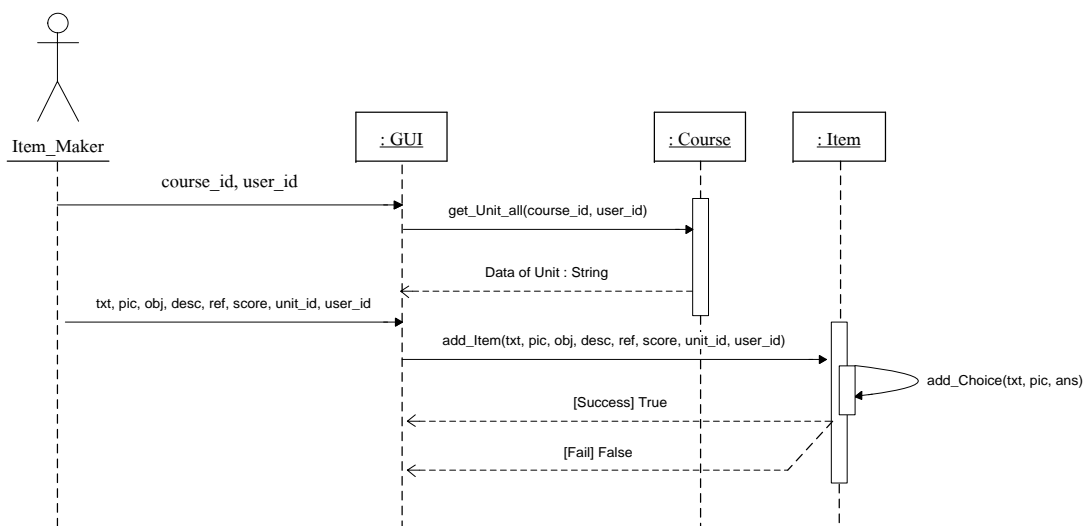 Item_Maker
: GUI
: Course
: Item
course_id, user_id
get_Unit_all(course_id, user_id)
Data of Unit : String
txt, pic, obj, desc, ref, score, unit_id, user_id
add_Item(txt, pic, obj, desc, ref, score, unit_id, user_id)
add_Choice(txt, pic, ans)
[Success] True
[Fail] False